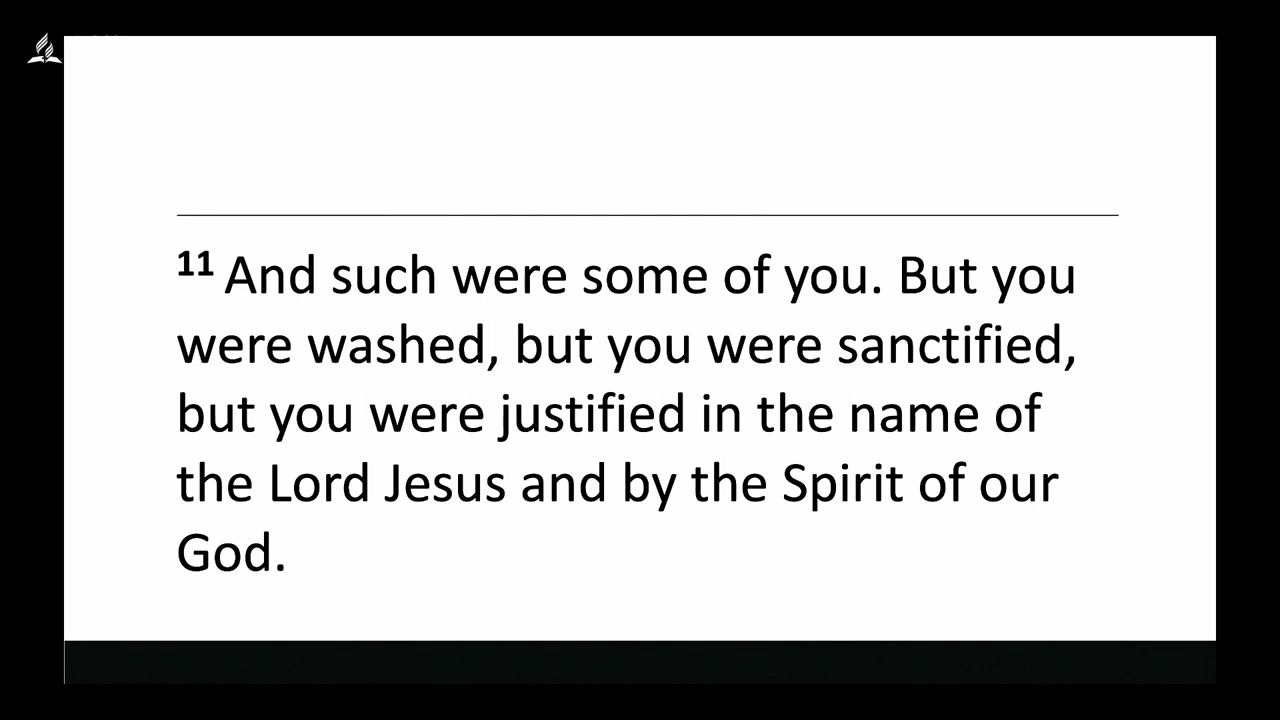 11 And such were some of you. But you
were washed, but you were sanctified,
but you were justified in the name of
the Lord Jesus and by the Spirit of our
God.